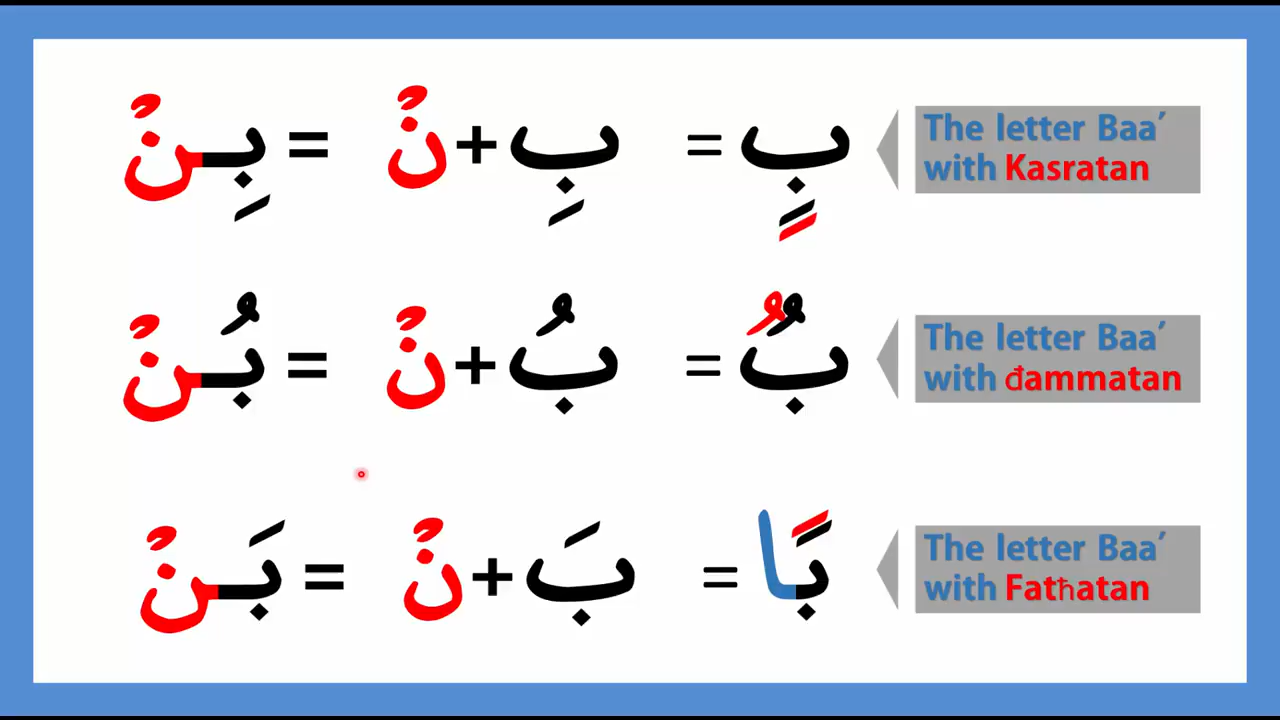 بٍ = بِ + نْ = بِـنْ
The letter Baa′
with Kasratan
بٌ = بُ + نْ = بُـنْ
The letter Baa′
with đammatan
بًا = بَ + نْ = بَـنْ
The letter Baa′
with Fatħatan